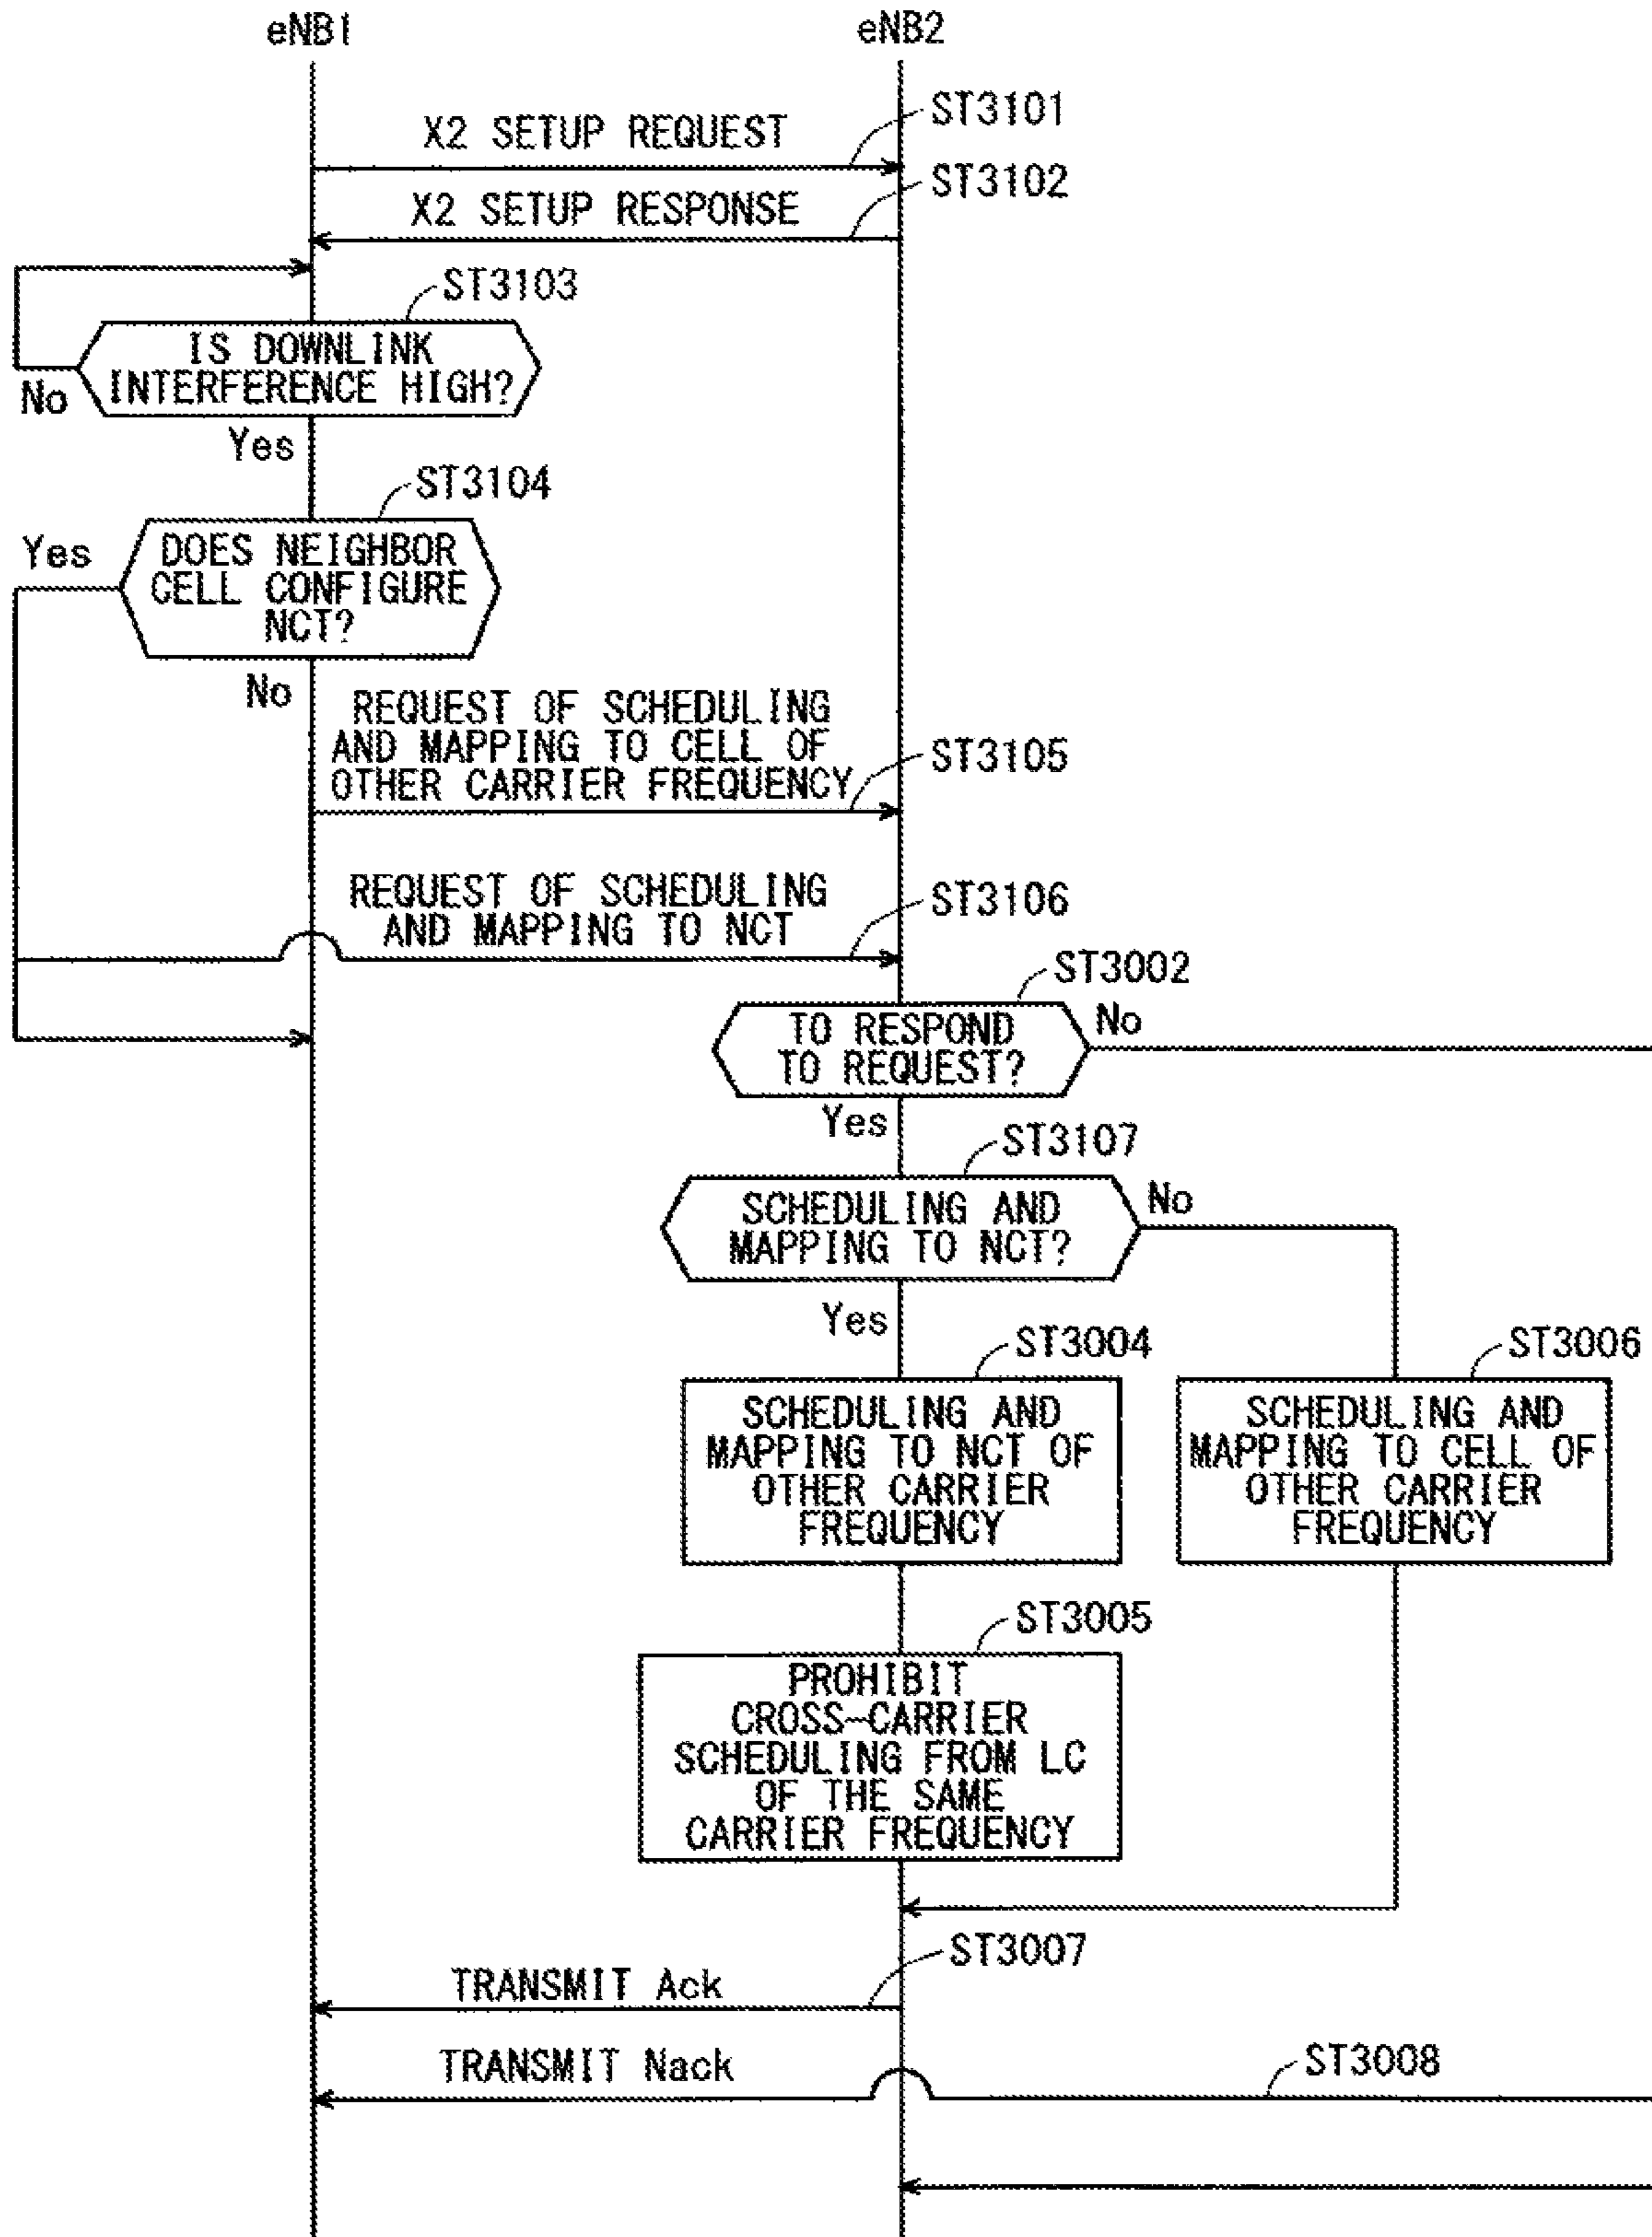 eNB1
eNB2
X2 SETUP REQUEST
ST3101
X2 SETUP RESPONSE
ST3102
ST3103
IS DOWNLINK
INTERFERENCE HIGH?
No
Yes
ST3104
DOES NEIGHBOR
CELL CONFIGURE
NCT?
Yes
No
REQUEST OF SCHEDULING
AND MAPPING TO CELL OF
OTHER CARRIER FREQUENCY
ST3105
REQUEST OF SCHEDULING
AND MAPPING TO NCT
ST3106
ST3002
TO RESPOND
TO REQUEST?
No
Yes
ST3107
SCHEDULING AND
MAPPING TO NCT?
No
Yes
ST3004
SCHEDULING AND
MAPPING TO NCT OF
OTHER CARRIER
FREQUENCY
ST3006
SCHEDULING AND
MAPPING TO CELL OF
OTHER CARRIER
FREQUENCY
ST3005
PROHIBIT
CROSS-CARRIER
SCHEDULING FROM LC
OF THE SAME
CARRIER FREQUENCY
ST3007
TRANSMIT Ack
TRANSMIT Nack
ST3008